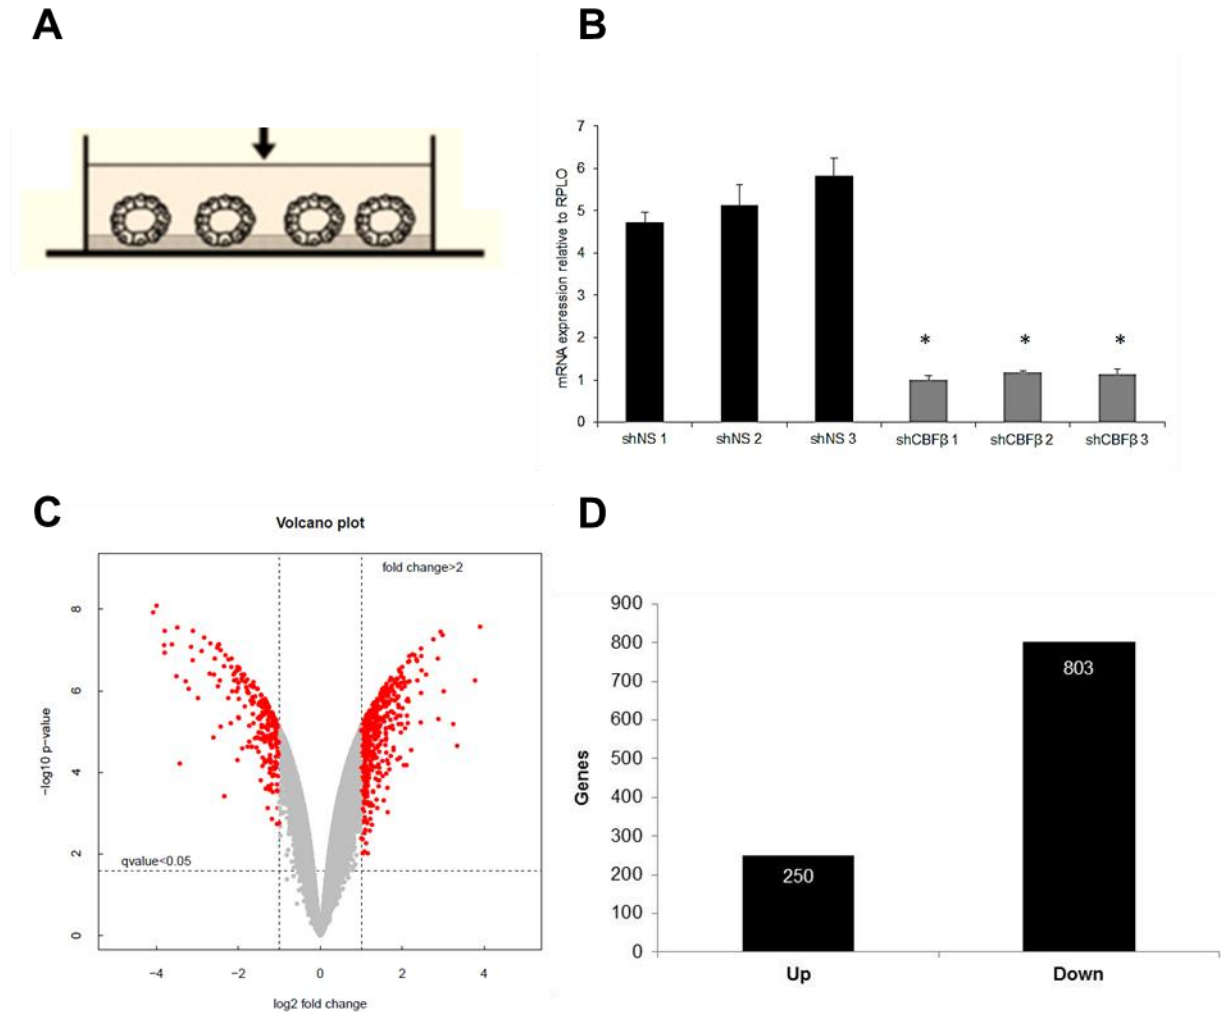 A
B
mRNA expression relative to RPLO
7
6
5
4
3
2
1
0
*
*
*
shNS 1
shNS 2
shNS 3
shCBFβ 1
shCBFβ 2
shCBFβ 3
C
Volcano plot
fold change>2
qvalue<0.05
−log10 p−value
8
6
4
2
0
−4
−2
0
2
4
log2 fold change
D
Genes
900
800
700
600
500
400
300
200
100
0
250
803
Up
Down